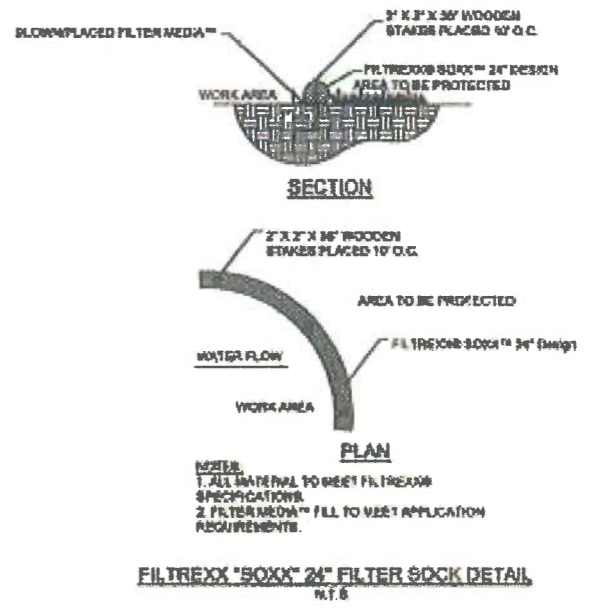 BLOWN/PLACED FILTER MEDIA™
2" X 2" X 36" WOODEN
STAKES PLACED 10' O.C.
FILTREXX® SOXX™ 24" DESIGN
AREA TO BE PROTECTED
WORK AREA
SECTION
2" X 2" X 36" WOODEN
STAKES PLACED 10' O.C.
AREA TO BE PROTECTED
FILTREXX® SOXX™ 24" Design
WATER FLOW
WORK AREA
PLAN
NOTES:
1. ALL MATERIAL TO MEET FILTREXX®
SPECIFICATIONS.
2. FILTER MEDIA™ FILL TO MEET APPLICATION
REQUIREMENTS.
FILTREXX "SOXX" 24" FILTER SOCK DETAIL
N.T.S